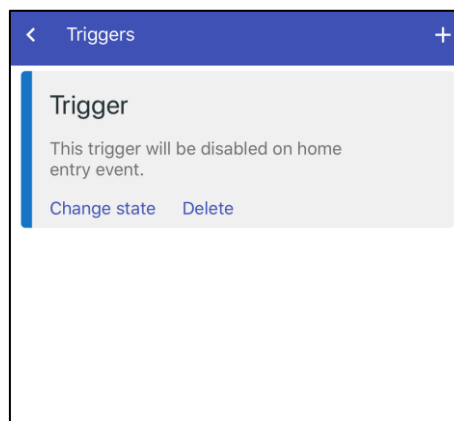 Triggers
Trigger
This trigger will be disabled on home
entry event.
Change state Delete